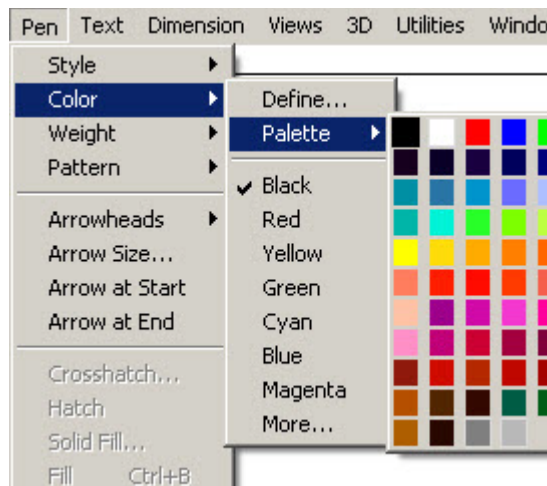 Pen Text Dimension Views 3D Utilities Windo
Style
Color
Weight
Pattern
Arrowheads
Arrow Size...
Arrow at Start
Arrow at End
Crosshatch...
Hatch
Solid Fill...
Fill Ctrl+B
Define...
Palette
Black
Red
Yellow
Green
Cyan
Blue
Magenta
More...